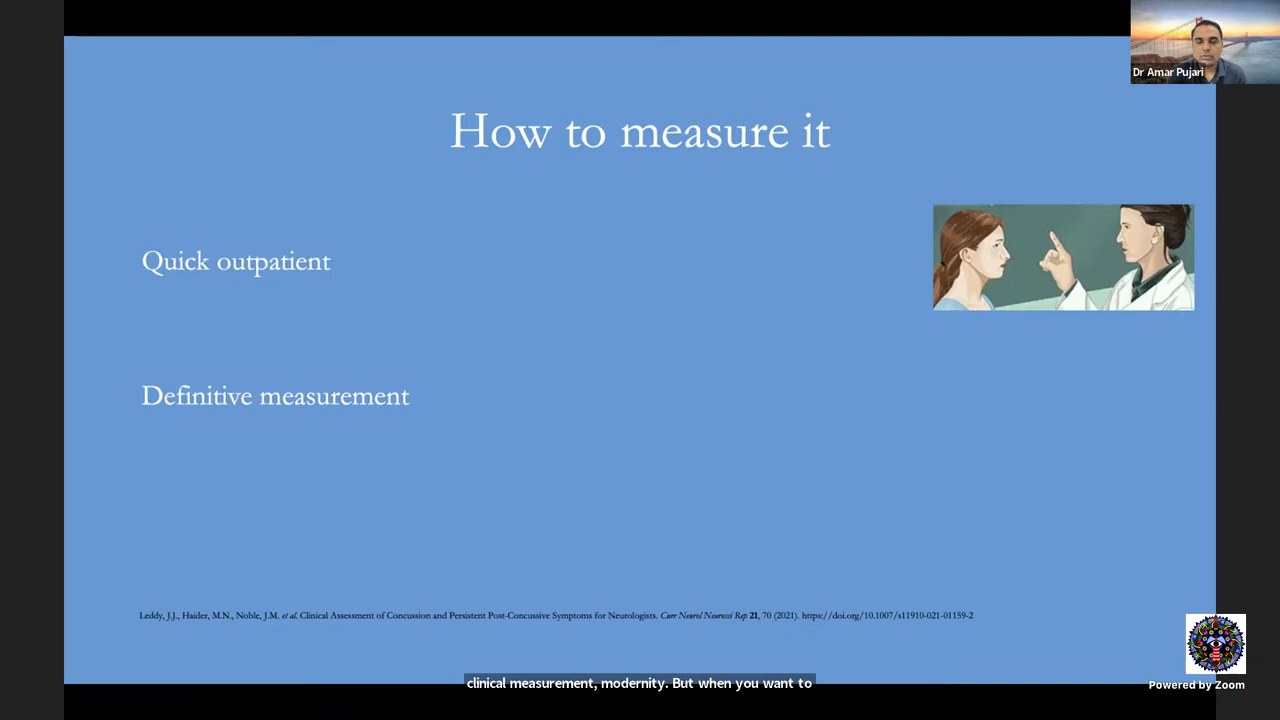 Dr Amar Pujari
How to measure it
Quick outpatient
Definitive measurement
Leddy, J.J., Haider, M.N., Noble, J.M. et al. Clinical Assessment of Concussion and Persistent Post-Concussive Symptoms for Neurologists. Curr Neurol Neurosci Rep 21, 70 (2021). https://doi.org/10.1007/s11910-021-01159-2
clinical measurement, modernity. But when you want to
Powered by Zoom